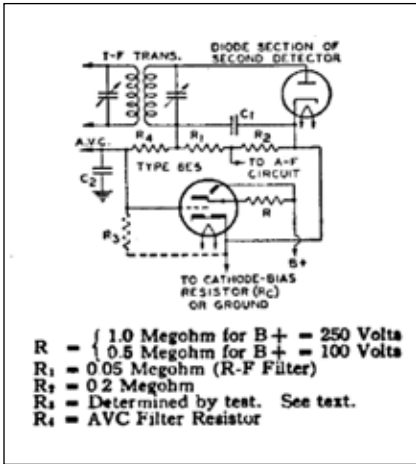 DIODE SECTION OF
SECOND DETECTOR
I-F TRANS.
C1
A.V.C.
R4
R1
R2
C2
TYPE 6E5
TO A-F
CIRCUIT
R
R3
B+
TO CATHODE-BIAS
RESISTOR (RC)
OR GROUND
R = { 1.0 Megohm for B+ = 250 Volts
{ 0.5 Megohm for B+ = 100 Volts
R1 = 0.05 Megohm (R-F Filter)
R2 = 0.2 Megohm
R3 = Determined by test. See text.
R4 = AVC Filter Resistor